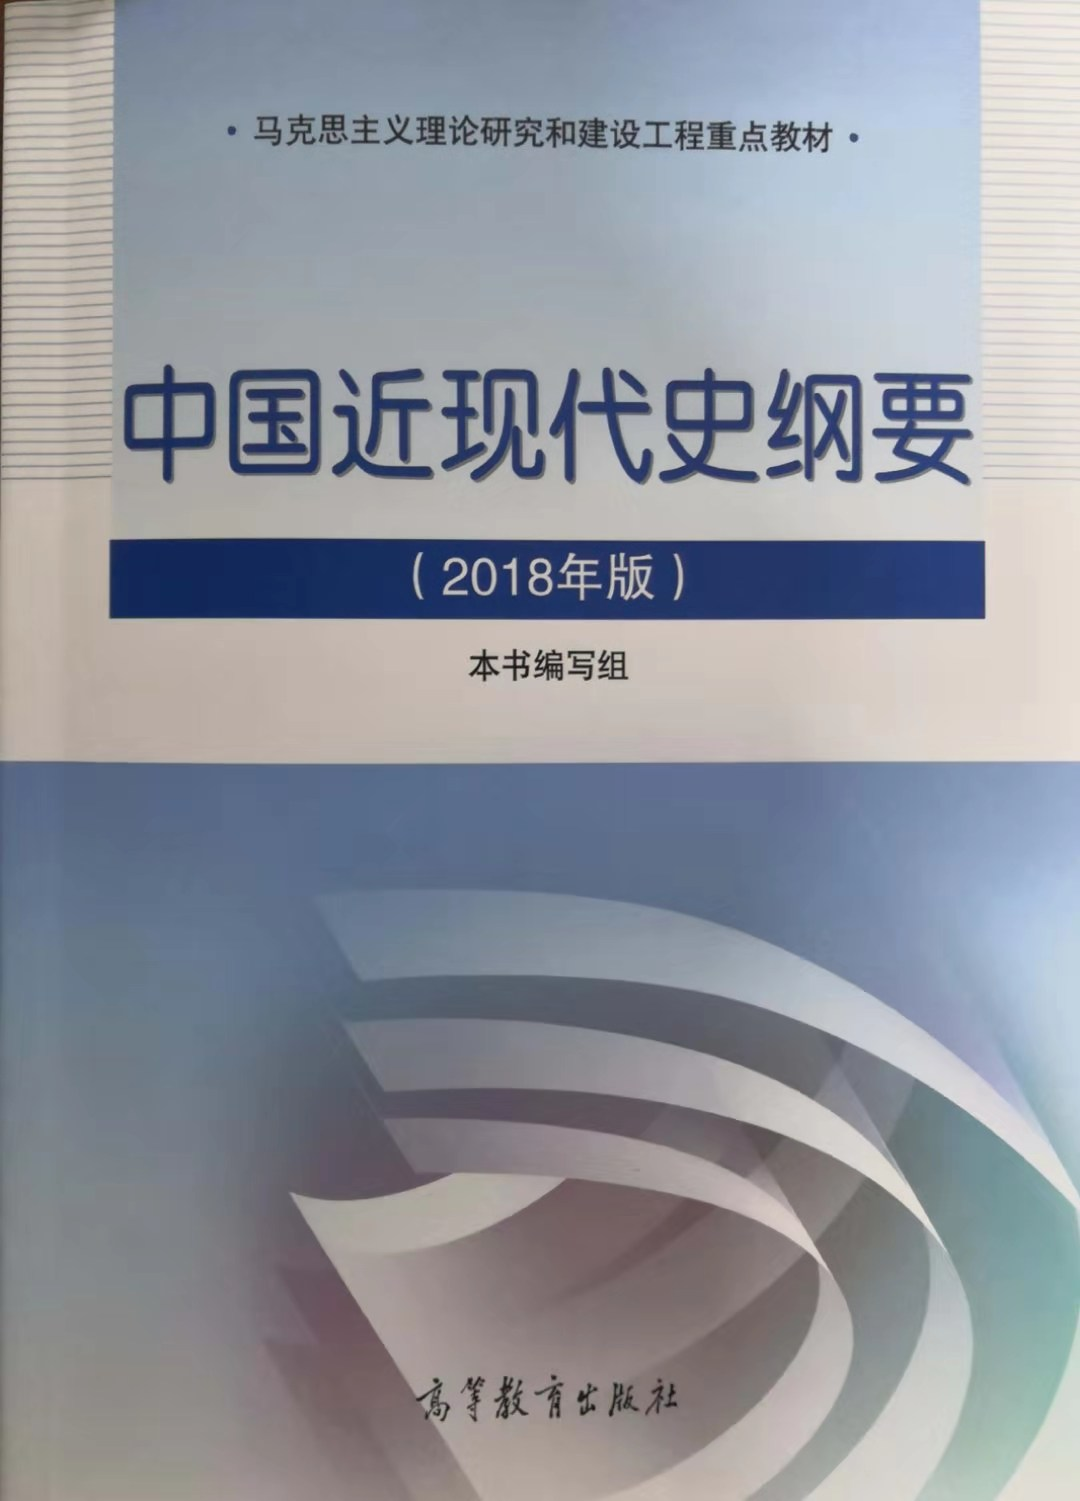 ·马克思主义理论研究和建设工程重点教材·
中国近现代史纲要
（2018年版）
本书编写组
高等教育出版社